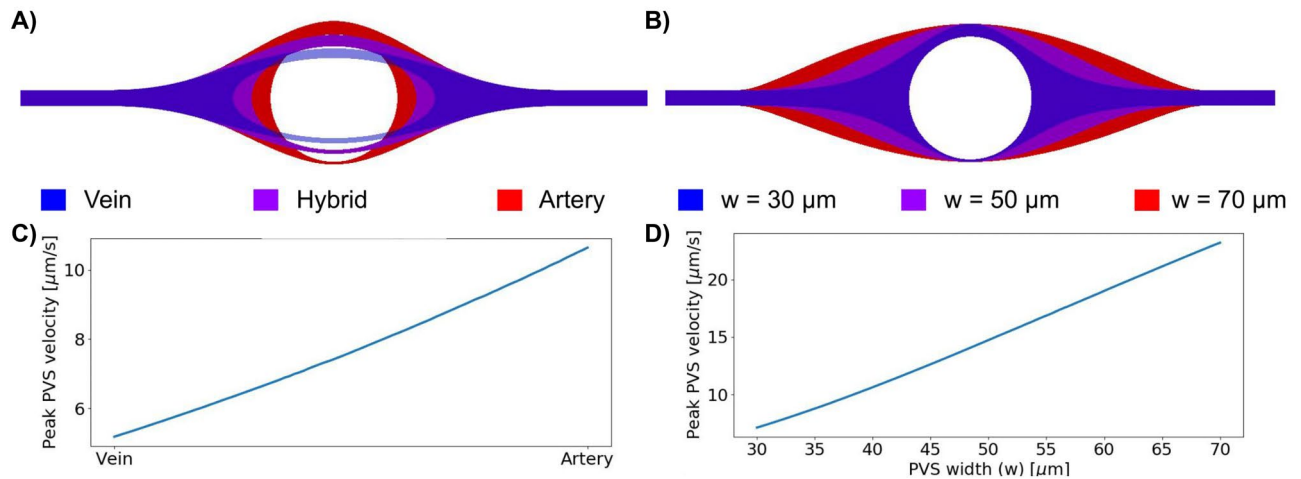 A)
B)
Vein
Hybrid
Artery
w = 30 µm
w = 50 µm
w = 70 µm
C)
Peak PVS velocity [µm/s]
10
8
6
Vein
Artery
D)
Peak PVS velocity [µm/s]
20
15
10
30 35 40 45 50 55 60 65 70
PVS width (w) [µm]